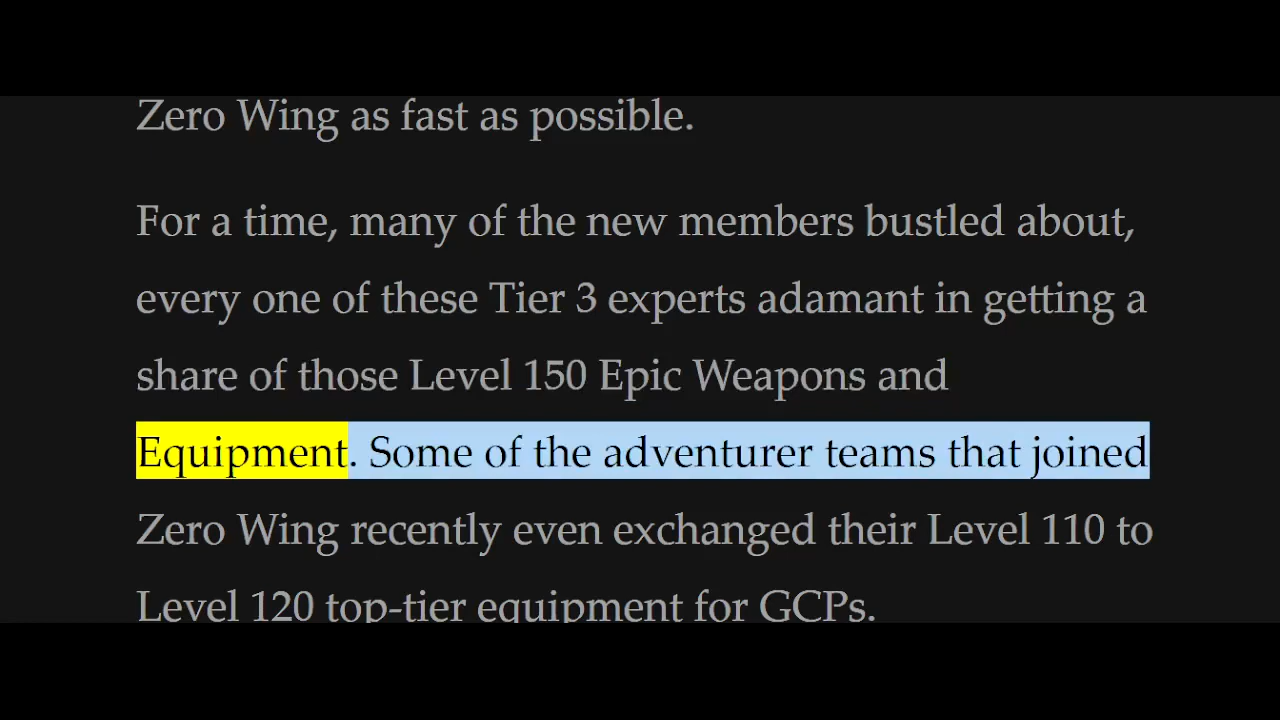 Zero Wing as fast as possible.
For a time, many of the new members bustled about,
every one of these Tier 3 experts adamant in getting a
share of those Level 150 Epic Weapons and
Equipment. Some of the adventurer teams that joined
Zero Wing recently even exchanged their Level 110 to
Level 120 top-tier equipment for GCPs.